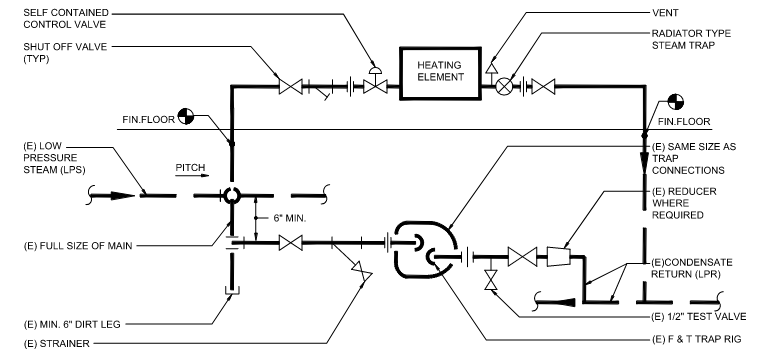 SELF CONTAINED
CONTROL VALVE
SHUT OFF VALVE
(TYP)
HEATING
ELEMENT
VENT
RADIATOR TYPE
STEAM TRAP
FIN.FLOOR
FIN.FLOOR
(E) LOW
PRESSURE
STEAM (LPS)
PITCH
(E) SAME SIZE AS
TRAP
CONNECTIONS
(E) REDUCER
WHERE
REQUIRED
6" MIN.
(E) FULL SIZE OF MAIN
(E)CONDENSATE
RETURN (LPR)
(E) MIN. 6" DIRT LEG
(E) 1/2" TEST VALVE
(E) STRAINER
(E) F & T TRAP RIG